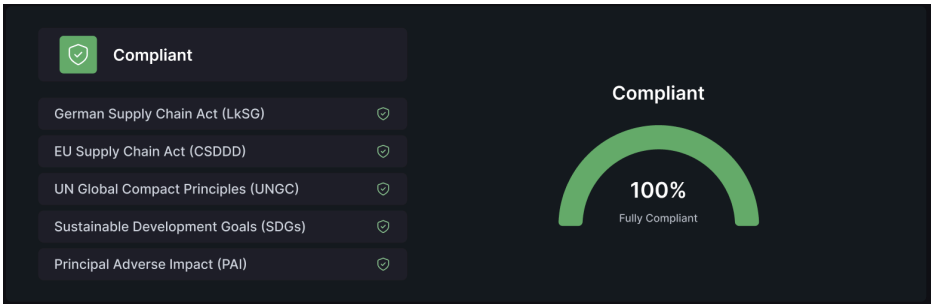 Compliant
German Supply Chain Act (LkSG)
EU Supply Chain Act (CSDDD)
UN Global Compact Principles (UNGC)
Sustainable Development Goals (SDGs)
Principal Adverse Impact (PAI)
Compliant
100%
Fully Compliant